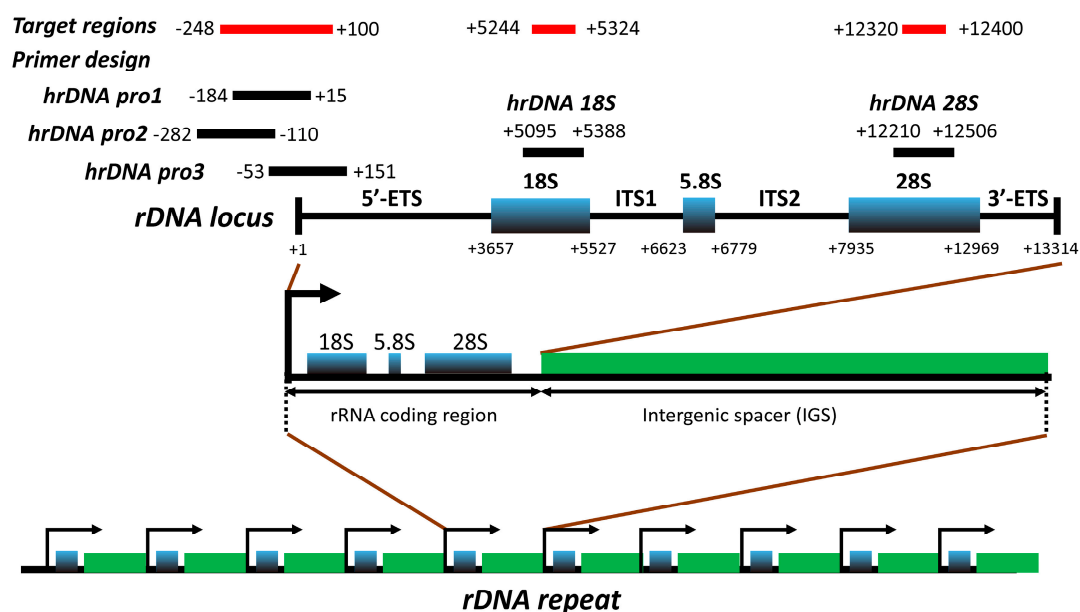 Target regions -248 +100 +5244 +5324 +12320 +12400
Primer design
hrDNA pro1 -184 +15 hrDNA 18S hrDNA 28S
hrDNA pro2 -282 -110 +5095 +5388 +12210 +12506
hrDNA pro3 -53 +151
18S 5.8S 28S
rDNA locus 5’-ETS ITS1 ITS2 3’-ETS
+1 +3657 +5527 +6623 +6779 +7935 +12969 +13314
18S 5.8S 28S
rRNA coding region Intergenic spacer (IGS)
rDNA repeat